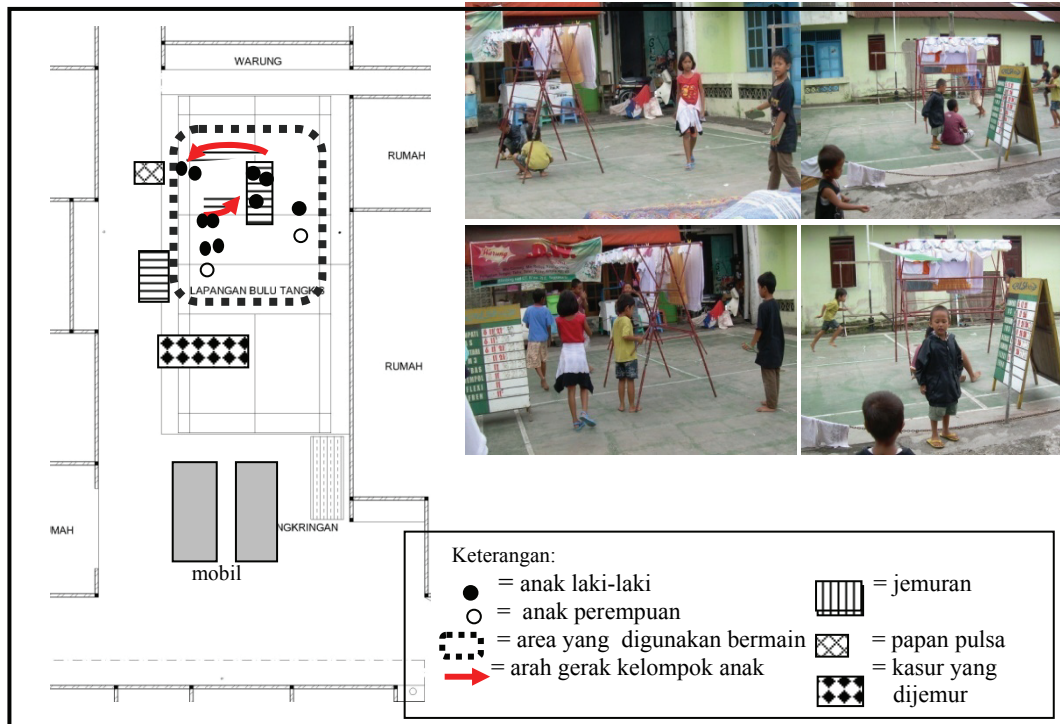 WARUNG
RUMAH
LAPANGAN BULU TANGKIS
RUMAH
UMAH
NGKRINGAN
mobil
Keterangan:
= anak laki-laki
= anak perempuan
= area yang digunakan bermain
= arah gerak kelompok anak
= jemuran
= papan pulsa
= kasur yang
dijemur